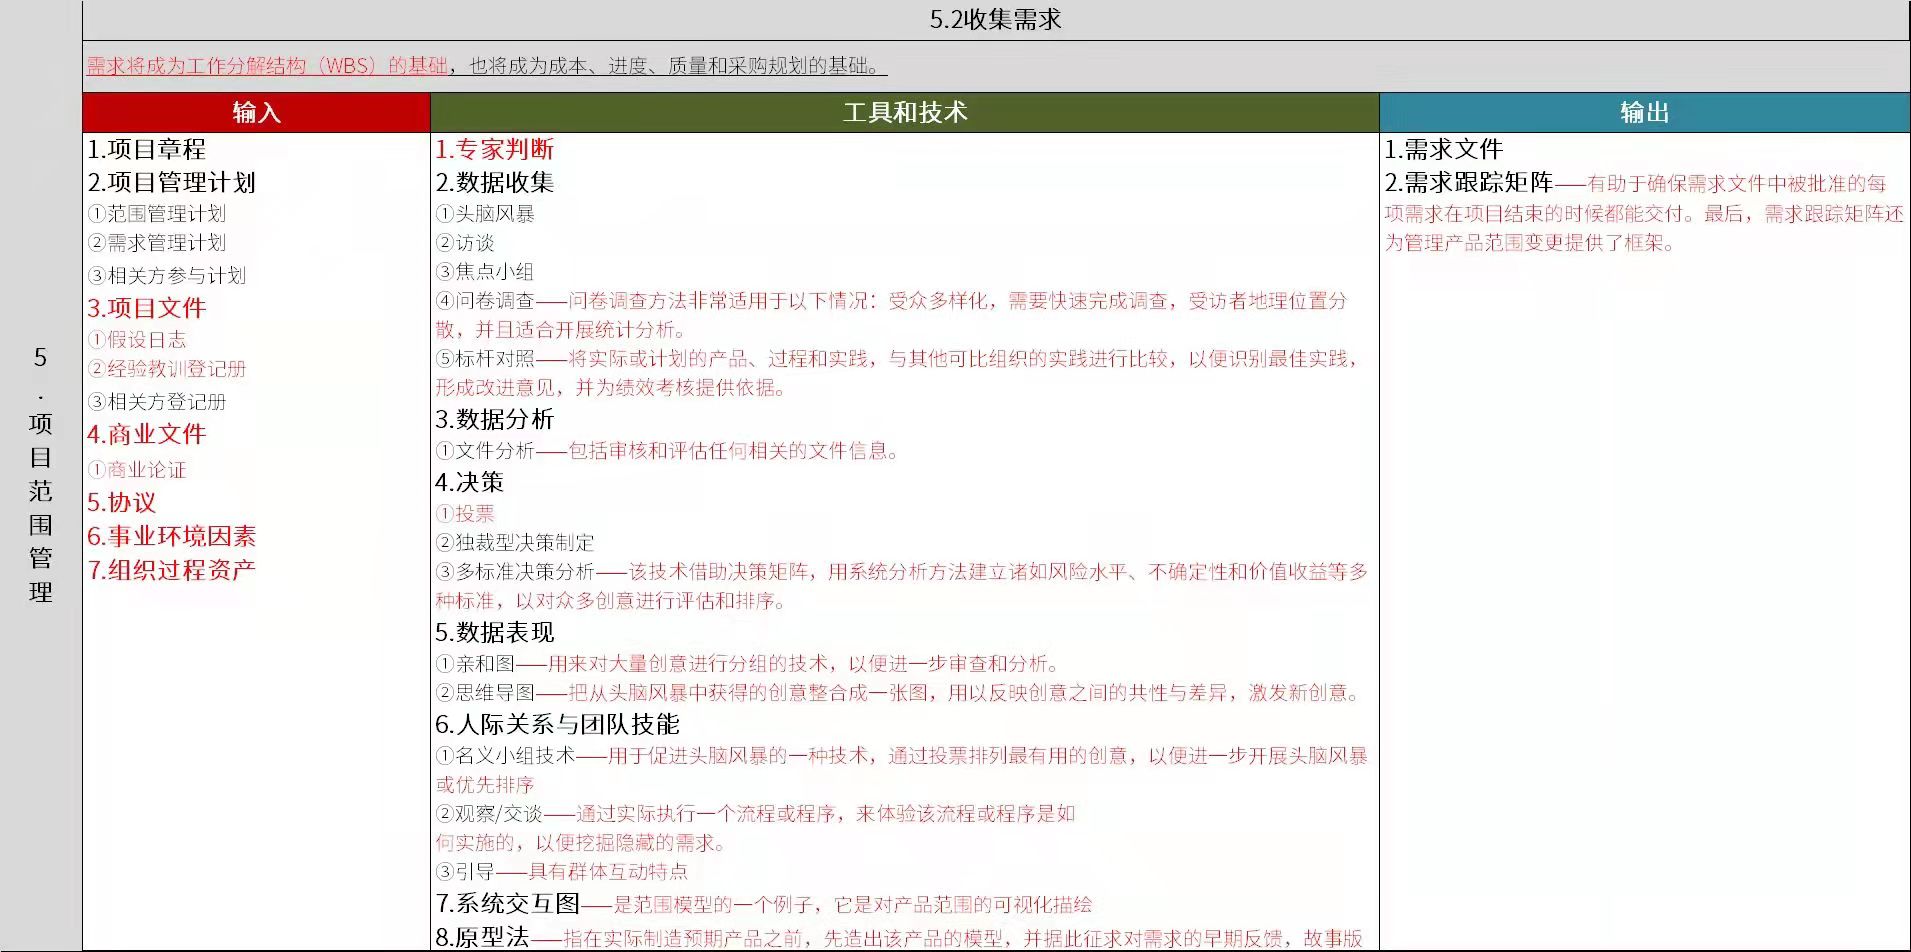 5.2收集需求
需求将成为工作分解结构（WBS）的基础，也将成为成本、进度、质量和采购规划的基础。
5.项目范围管理
输入
1.项目章程
2.项目管理计划
①范围管理计划
②需求管理计划
③相关方参与计划
3.项目文件
①假设日志
②经验教训登记册
③相关方登记册
4.商业文件
①商业论证
5.协议
6.事业环境因素
7.组织过程资产
工具和技术
1.专家判断
2.数据收集
①头脑风暴
②访谈
③焦点小组
④问卷调查——问卷调查方法非常适用于以下情况：受众多样化，需要快速完成调查，受访者地理位置分
散，并且适合开展统计分析。
⑤标杆对照——将实际或计划的产品、过程和实践，与其他可比组织的实践进行比较，以便识别最佳实践，
形成改进意见，并为绩效考核提供依据。
3.数据分析
①文件分析——包括审核和评估任何相关的文件信息。
4.决策
①投票
②独裁型决策制定
③多标准决策分析——该技术借助决策矩阵，用系统分析方法建立诸如风险水平、不确定性和价值收益等多
种标准，以对众多创意进行评估和排序。
5.数据表现
①亲和图——用来对大量创意进行分组的技术，以便进一步审查和分析。
②思维导图——把从头脑风暴中获得的创意整合成一张图，用以反映创意之间的共性与差异，激发新创意。
6.人际关系与团队技能
①名义小组技术——用于促进头脑风暴的一种技术，通过投票排列最有用的创意，以便进一步开展头脑风暴
或优先排序
②观察/交谈——通过实际执行一个流程或程序，来体验该流程或程序是如
何实施的，以便挖掘隐藏的需求。
③引导——具有群体互动特点
7.系统交互图——是范围模型的一个例子，它是对产品范围的可视化描绘
8.原型法——指在实际制造预期产品之前，先造出该产品的模型，并据此征求对需求的早期反馈，故事版
输出
1.需求文件
2.需求跟踪矩阵——有助于确保需求文件中被批准的每
项需求在项目结束的时候都能交付。最后，需求跟踪矩阵还
为管理产品范围变更提供了框架。